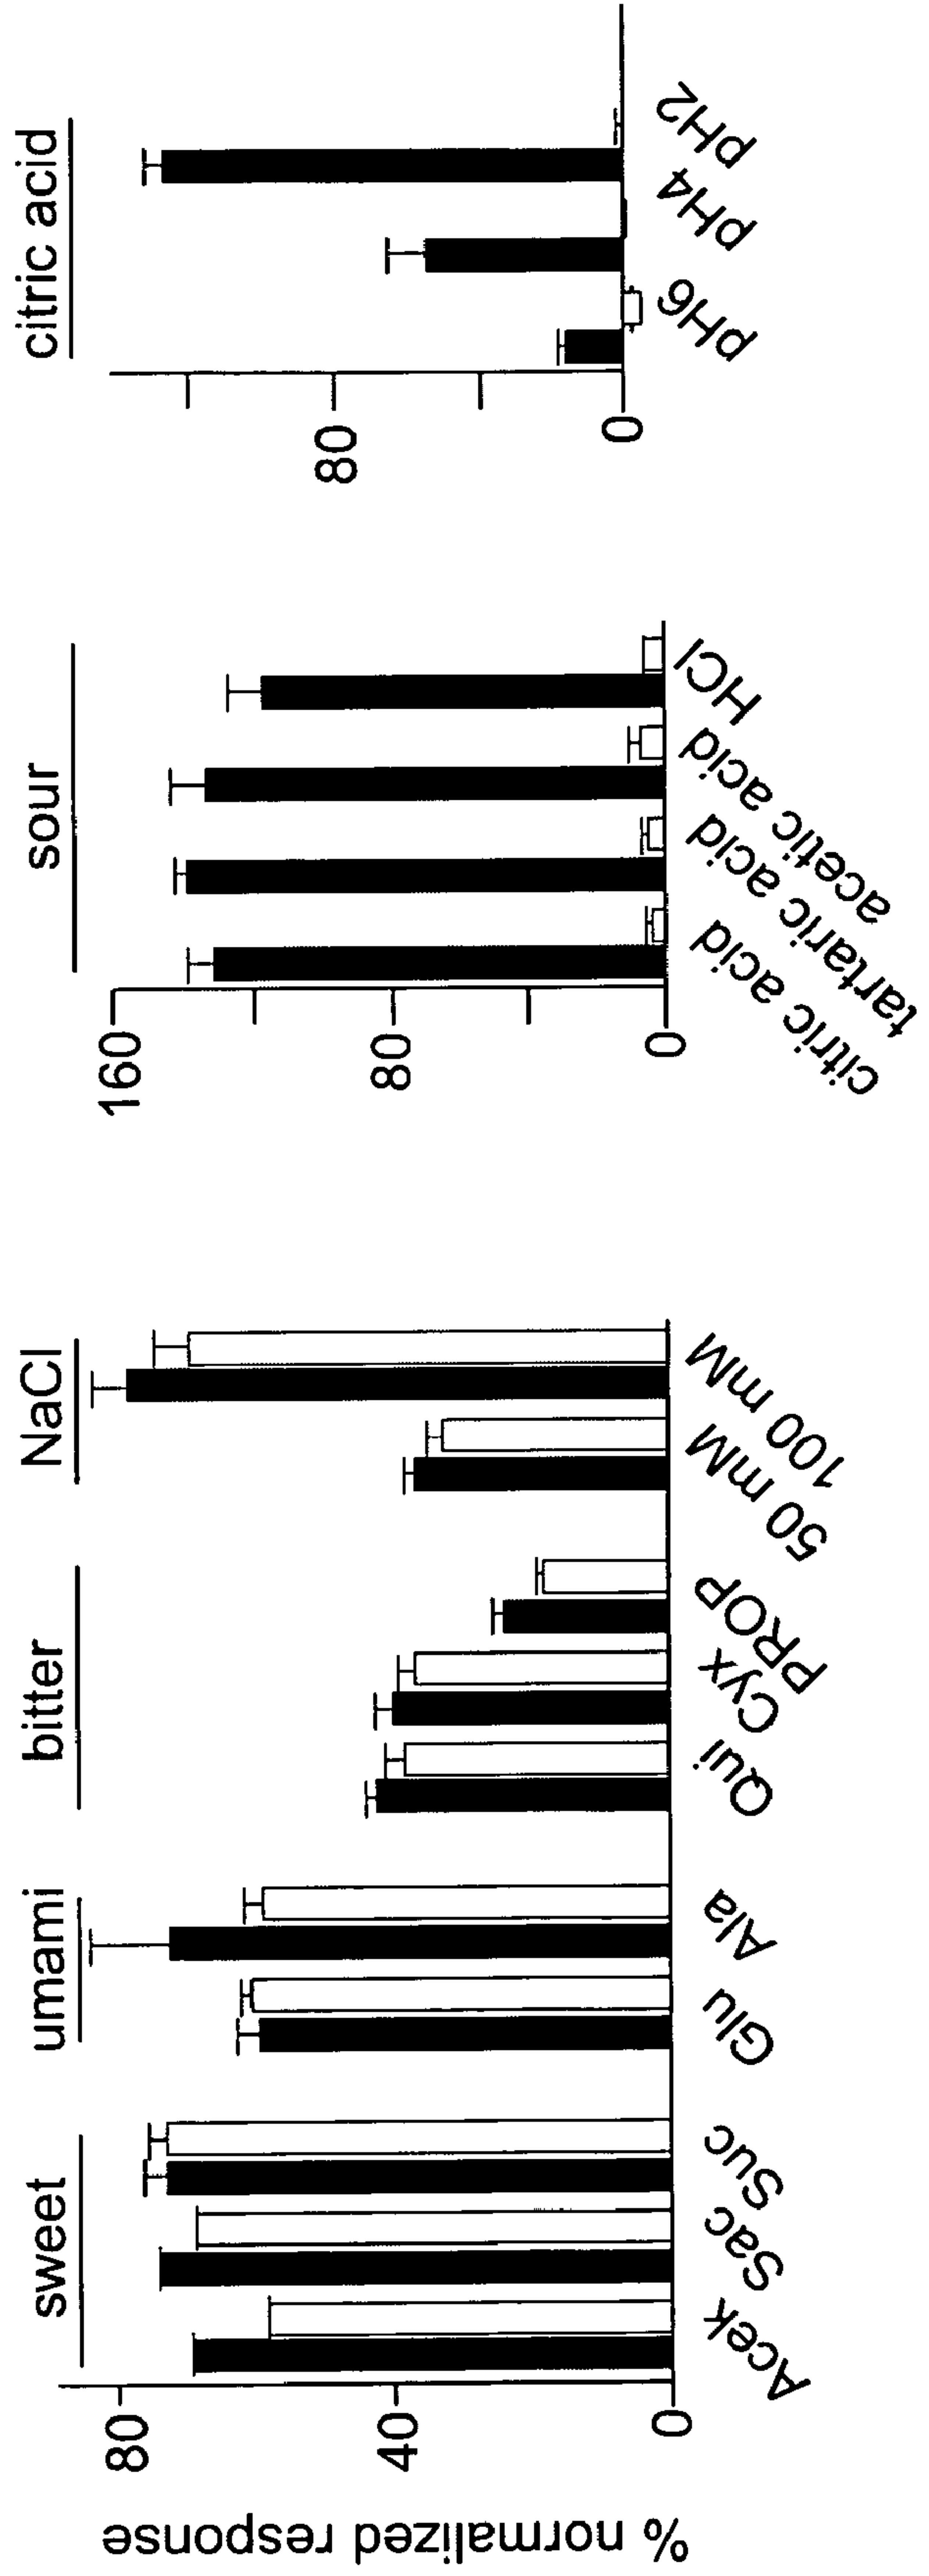 % normalized response
80
40
0
sweet
umami
bitter
NaCl
Acek
Sac
Suc
Glu
Ala
Qui
Cyx
PROP
50 mM
100 mM
sour
160
80
0
citric acid
tartaric acid
acetic acid
HCl
citric acid
80
0
pH6
pH4
pH2